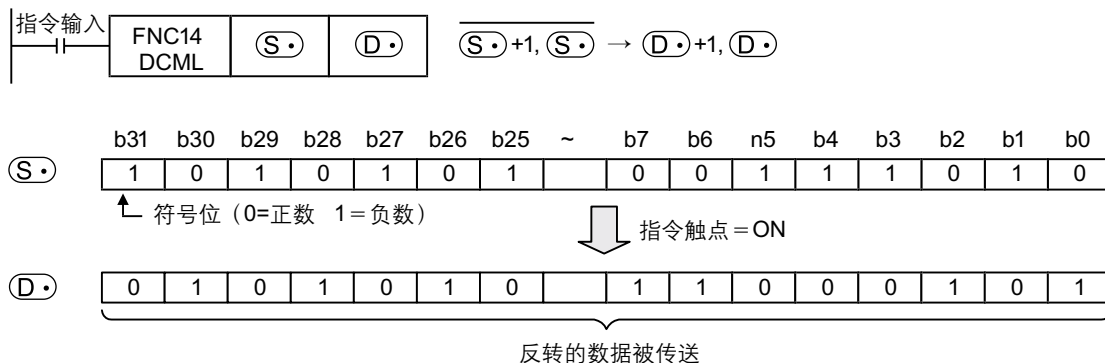 指令输入
FNC14
DCML
S· D·
S·+1, S· → D·+1, D·
b31 b30 b29 b28 b27 b26 b25 ~ b7 b6 n5 b4 b3 b2 b1 b0
S· 1 0 1 0 1 0 1 0 0 1 1 1 0 1 0
符号位（0=正数 1=负数）
指令触点＝ON
D· 0 1 0 1 0 1 0 1 1 0 0 0 1 0 1
反转的数据被传送